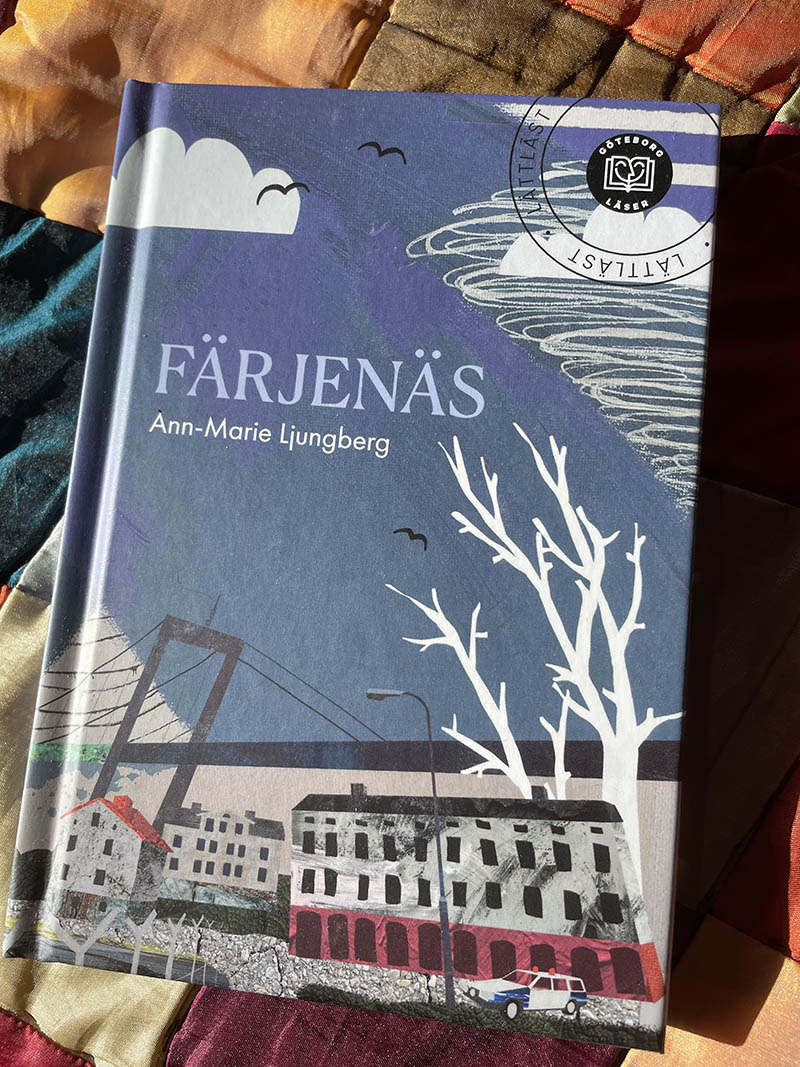 LÄTTLÄST
GÖTEBORG
LÄSER
LÄTTLÄST
FÄRJENÄS
Ann-Marie Ljungberg